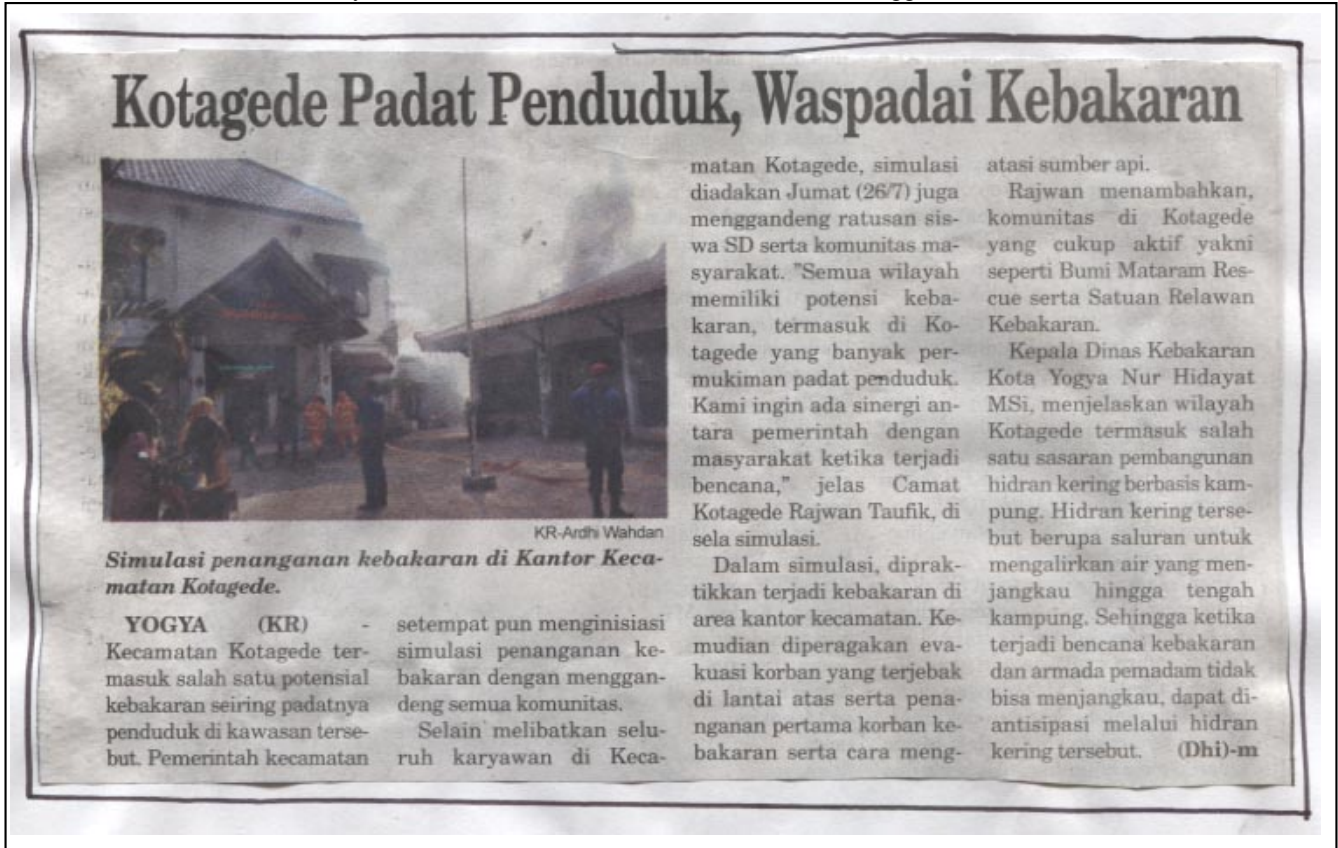 Kotagede Padat Penduduk, Waspadai Kebakaran
KR-Ardhi Wahdan
Simulasi penanganan kebakaran di Kantor Keca-
matan Kotagede.
YOGYA (KR) -
Kecamatan Kotagede ter-
masuk salah satu potensial
kebakaran seiring padatnya
penduduk di kawasan terse-
but. Pemerintah kecamatan
setempat pun menginisiasi
simulasi penanganan ke-
bakaran dengan menggan-
deng semua komunitas.
Selain melibatkan selu-
ruh karyawan di Keca-
matan Kotagede, simulasi
diadakan Jumat (26/7) juga
menggandeng ratusan sis-
wa SD serta komunitas ma-
syarakat. "Semua wilayah
memiliki potensi keba-
karan, termasuk di Ko-
tagede yang banyak per-
mukiman padat penduduk.
Kami ingin ada sinergi an-
tara pemerintah dengan
masyarakat ketika terjadi
bencana," jelas Camat
Kotagede Rajwan Taufik, di
sela simulasi.
Dalam simulasi, diprak-
tikkan terjadi kebakaran di
area kantor kecamatan. Ke-
mudian diperagakan eva-
kuasi korban yang terjebak
di lantai atas serta pena-
nganan pertama korban ke-
bakaran serta cara meng-
atasi sumber api.
Rajwan menambahkan,
komunitas di Kotagede
yang cukup aktif yakni
seperti Bumi Mataram Res-
cue serta Satuan Relawan
Kebakaran.
Kepala Dinas Kebakaran
Kota Yogya Nur Hidayat
MSi, menjelaskan wilayah
Kotagede termasuk salah
satu sasaran pembangunan
hidran kering berbasis kam-
pung. Hidran kering terse-
but berupa saluran untuk
mengalirkan air yang men-
jangkau hingga tengah
kampung. Sehingga ketika
terjadi bencana kebakaran
dan armada pemadam tidak
bisa menjangkau, dapat di-
antisipasi melalui hidran
kering tersebut. (Dhi)-m